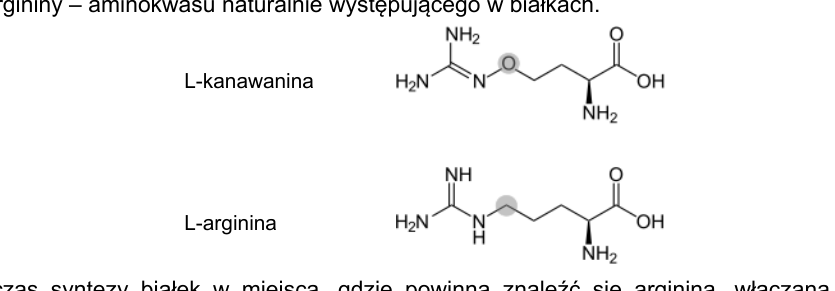 rgininy – aminokwasu naturalnie występującego w białkach.
NH2
O
L-kanawanina
H2N
N
O
OH
NH2
NH
O
L-arginina
H2N
N
H
OH
NH2
czas syntezy białek w miejsca, gdzie powinna znaleźć się arginina, włączana